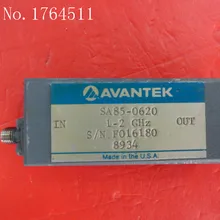 No. 1764511
AVANTEK
SA85-0620
IN 1-2 GHz OUT
S/N F016180
8934
Made in the U.S.A.